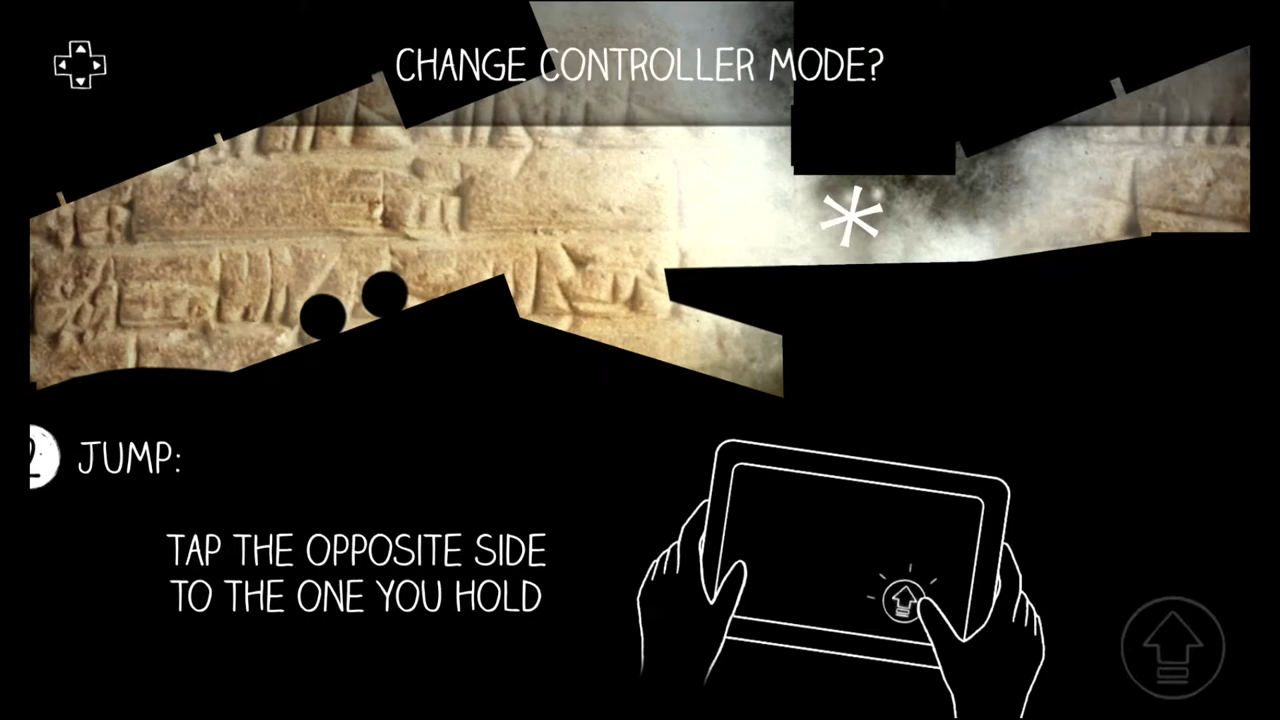 CHANGE CONTROLLER MODE?
JUMP:
TAP THE OPPOSITE SIDE
TO THE ONE YOU HOLD